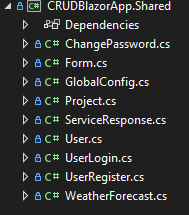 CRUDBlazorApp.Shared
Dependencies
C# ChangePassword.cs
C# Form.cs
C# GlobalConfig.cs
C# Project.cs
C# ServiceResponse.cs
C# User.cs
C# UserLogin.cs
C# UserRegister.cs
C# WeatherForecast.cs